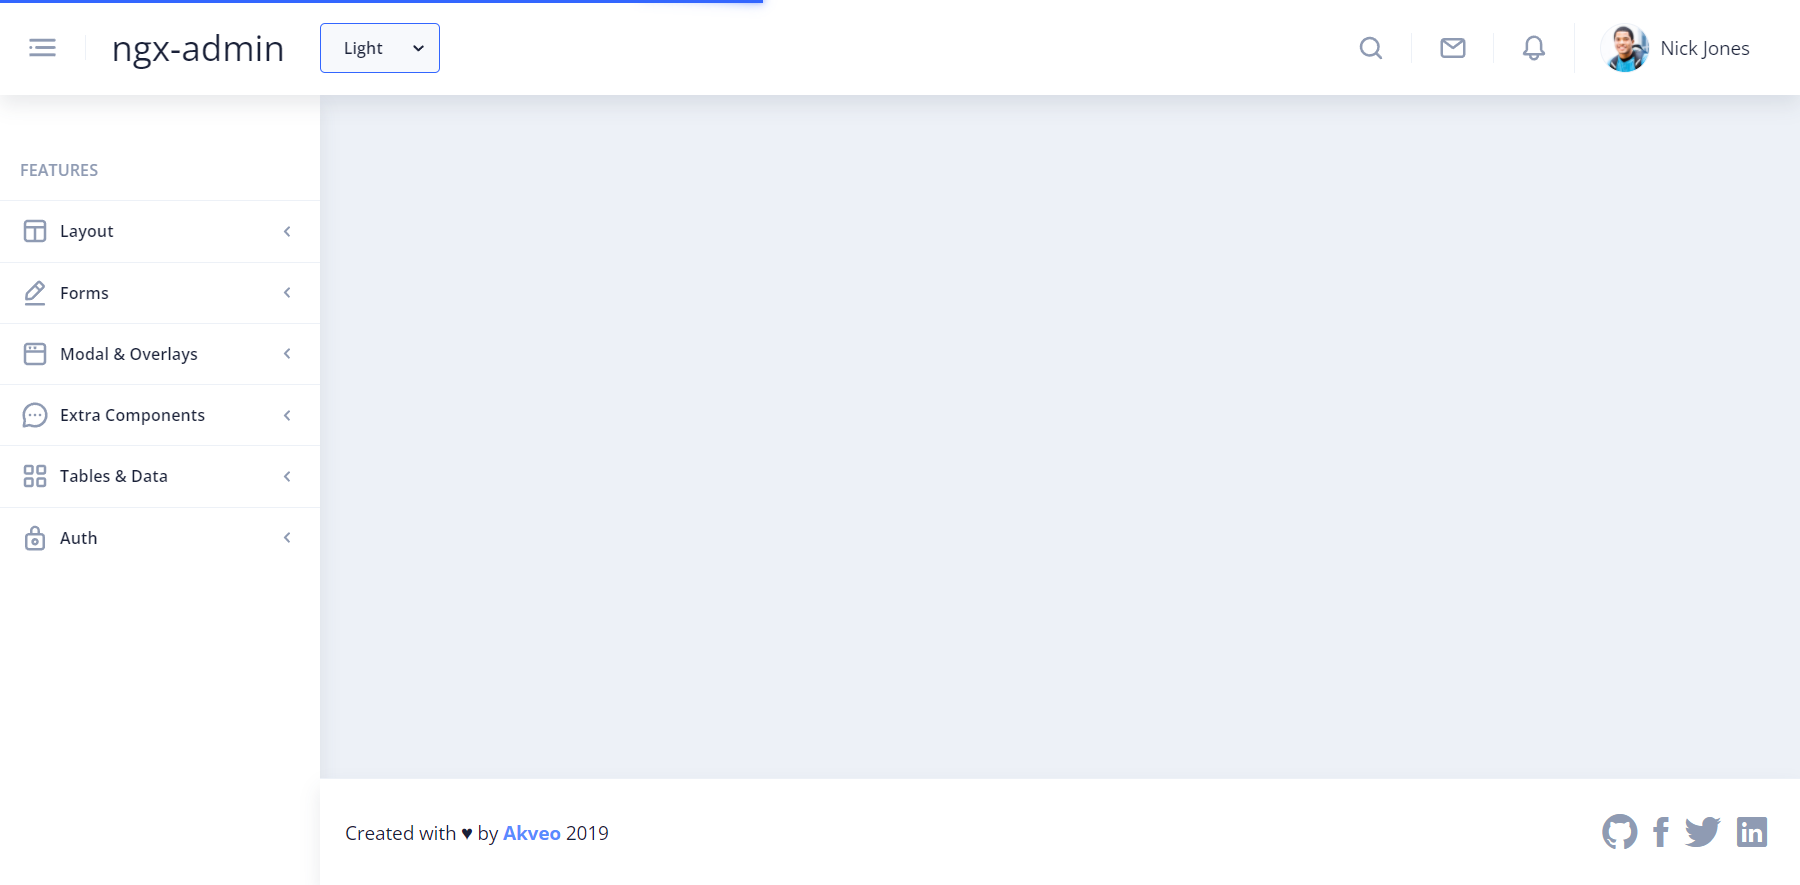 ngx-admin
Light
Nick Jones
FEATURES
Layout
Forms
Modal & Overlays
Extra Components
Tables & Data
Auth
Created with ♥ by Akveo 2019